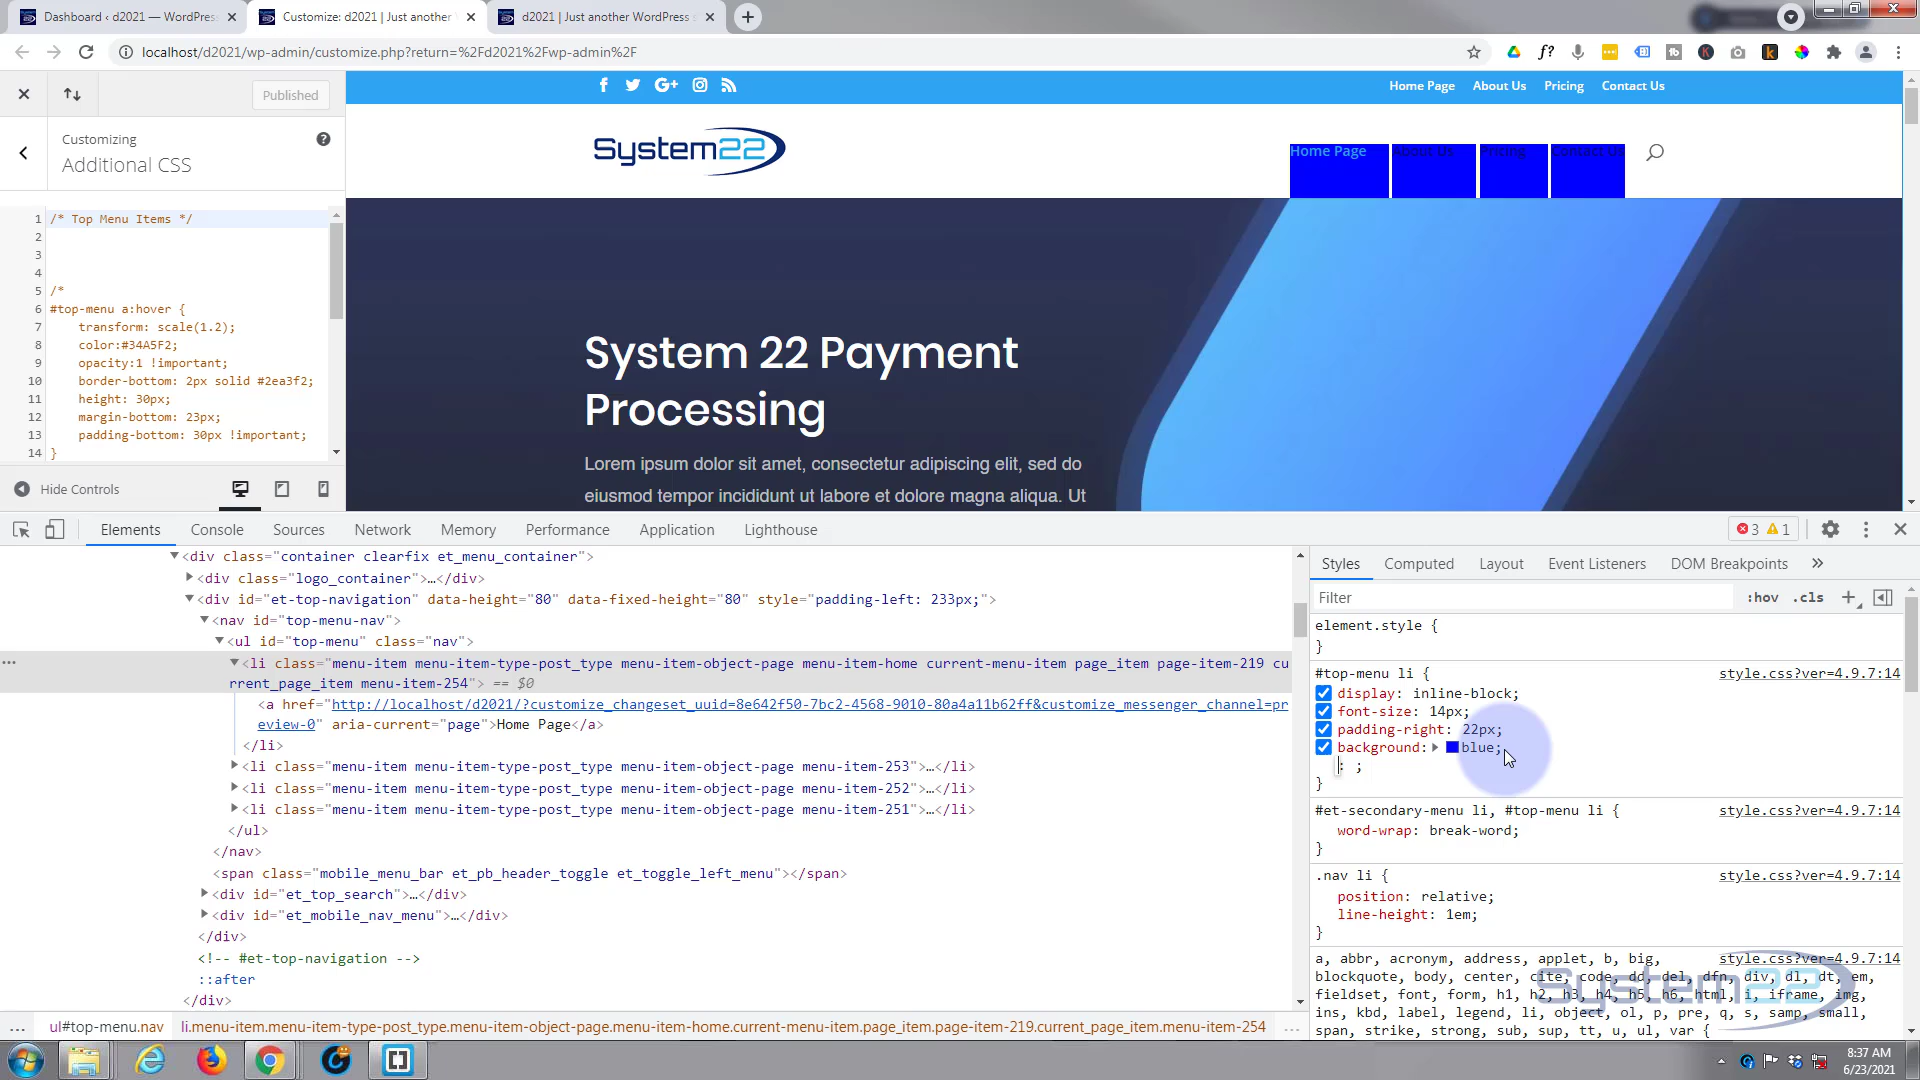 Dashboard ‹ d2021 — WordPress
Customize: d2021 | Just another
d2021 | Just another WordPress
localhost/d2021/wp-admin/customize.php?return=%2Fd2021%2Fwp-admin%2F
Published
Home Page About Us Pricing Contact Us
Customizing
Additional CSS
System22
Home Page About Us Pricing Contact Us
1 /* Top Menu Items */
2
3
4
5 /*
6 #top-menu a:hover {
7 transform: scale(1.2);
8 color:#34A5F2;
9 opacity:1 !important;
10 border-bottom: 2px solid #2ea3f2;
11 height: 30px;
12 margin-bottom: 23px;
13 padding-bottom: 30px !important;
14 }
System 22 Payment
Processing
Lorem ipsum dolor sit amet, consectetur adipiscing elit, sed do
eiusmod tempor incididunt ut labore et dolore magna aliqua. Ut
Hide Controls
Elements Console Sources Network Memory Performance Application Lighthouse 3 1
<div class="container clearfix et_menu_container">
<div class="logo_container">…</div>
<div id="et-top-navigation" data-height="80" data-fixed-height="80" style="padding-left: 233px;">
<nav id="top-menu-nav">
<ul id="top-menu" class="nav">
<li class="menu-item menu-item-type-post_type menu-item-object-page menu-item-home current-menu-item page_item page-item-219 cu
rrent_page_item menu-item-254"> == $0
<a href="http://localhost/d2021/?customize_changeset_uuid=8e642f50-7bc2-4568-9010-80a4a11b62ff&customize_messenger_channel=pr
eview-0" aria-current="page">Home Page</a>
</li>
<li class="menu-item menu-item-type-post_type menu-item-object-page menu-item-253">…</li>
<li class="menu-item menu-item-type-post_type menu-item-object-page menu-item-252">…</li>
<li class="menu-item menu-item-type-post_type menu-item-object-page menu-item-251">…</li>
</ul>
</nav>
<span class="mobile_menu_bar et_pb_header_toggle et_toggle_left_menu"></span>
<div id="et_top_search">…</div>
<div id="et_mobile_nav_menu">…</div>
</div>
<!-- #et-top-navigation -->
::after
</div>
... ul#top-menu.nav li.menu-item.menu-item-type-post_type.menu-item-object-page.menu-item-home.current-menu-item.page_item.page-item-219.current_page_item.menu-item-254 ...
Styles Computed Layout Event Listeners DOM Breakpoints »
Filter :hov .cls +
element.style {
}
#top-menu li { style.css?ver=4.9.7:14
display: inline-block;
font-size: 14px;
padding-right: 22px;
background: blue;
: ;
}
#et-secondary-menu li, #top-menu li { style.css?ver=4.9.7:14
word-wrap: break-word;
}
.nav li { style.css?ver=4.9.7:14
position: relative;
line-height: 1em;
}
a, abbr, acronym, address, applet, b, big, style.css?ver=4.9.7:14
blockquote, body, center, cite, code, dd, del, dfn, div, dl, dt, em,
fieldset, font, form, h1, h2, h3, h4, h5, h6, html, i, iframe, img,
ins, kbd, label, legend, li, object, ol, p, pre, q, s, samp, small,
span, strike, strong, sub, sup, tt, u, ul, var {
System22
8:37 AM
6/23/2021